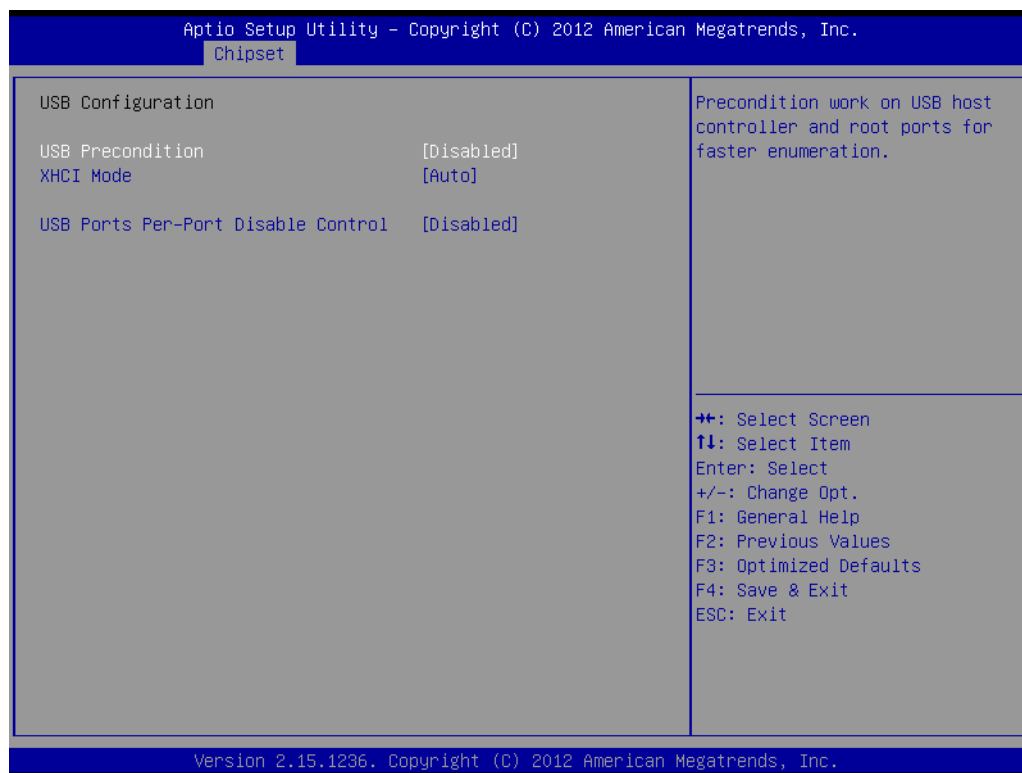 Aptio Setup Utility – Copyright (C) 2012 American Megatrends, Inc.
Chipset
USB Configuration
USB Precondition [Disabled]
XHCI Mode [Auto]
USB Ports Per-Port Disable Control [Disabled]
Precondition work on USB host
controller and root ports for
faster enumeration.
→←: Select Screen
↑↓: Select Item
Enter: Select
+/-: Change Opt.
F1: General Help
F2: Previous Values
F3: Optimized Defaults
F4: Save & Exit
ESC: Exit
Version 2.15.1236. Copyright (C) 2012 American Megatrends, Inc.